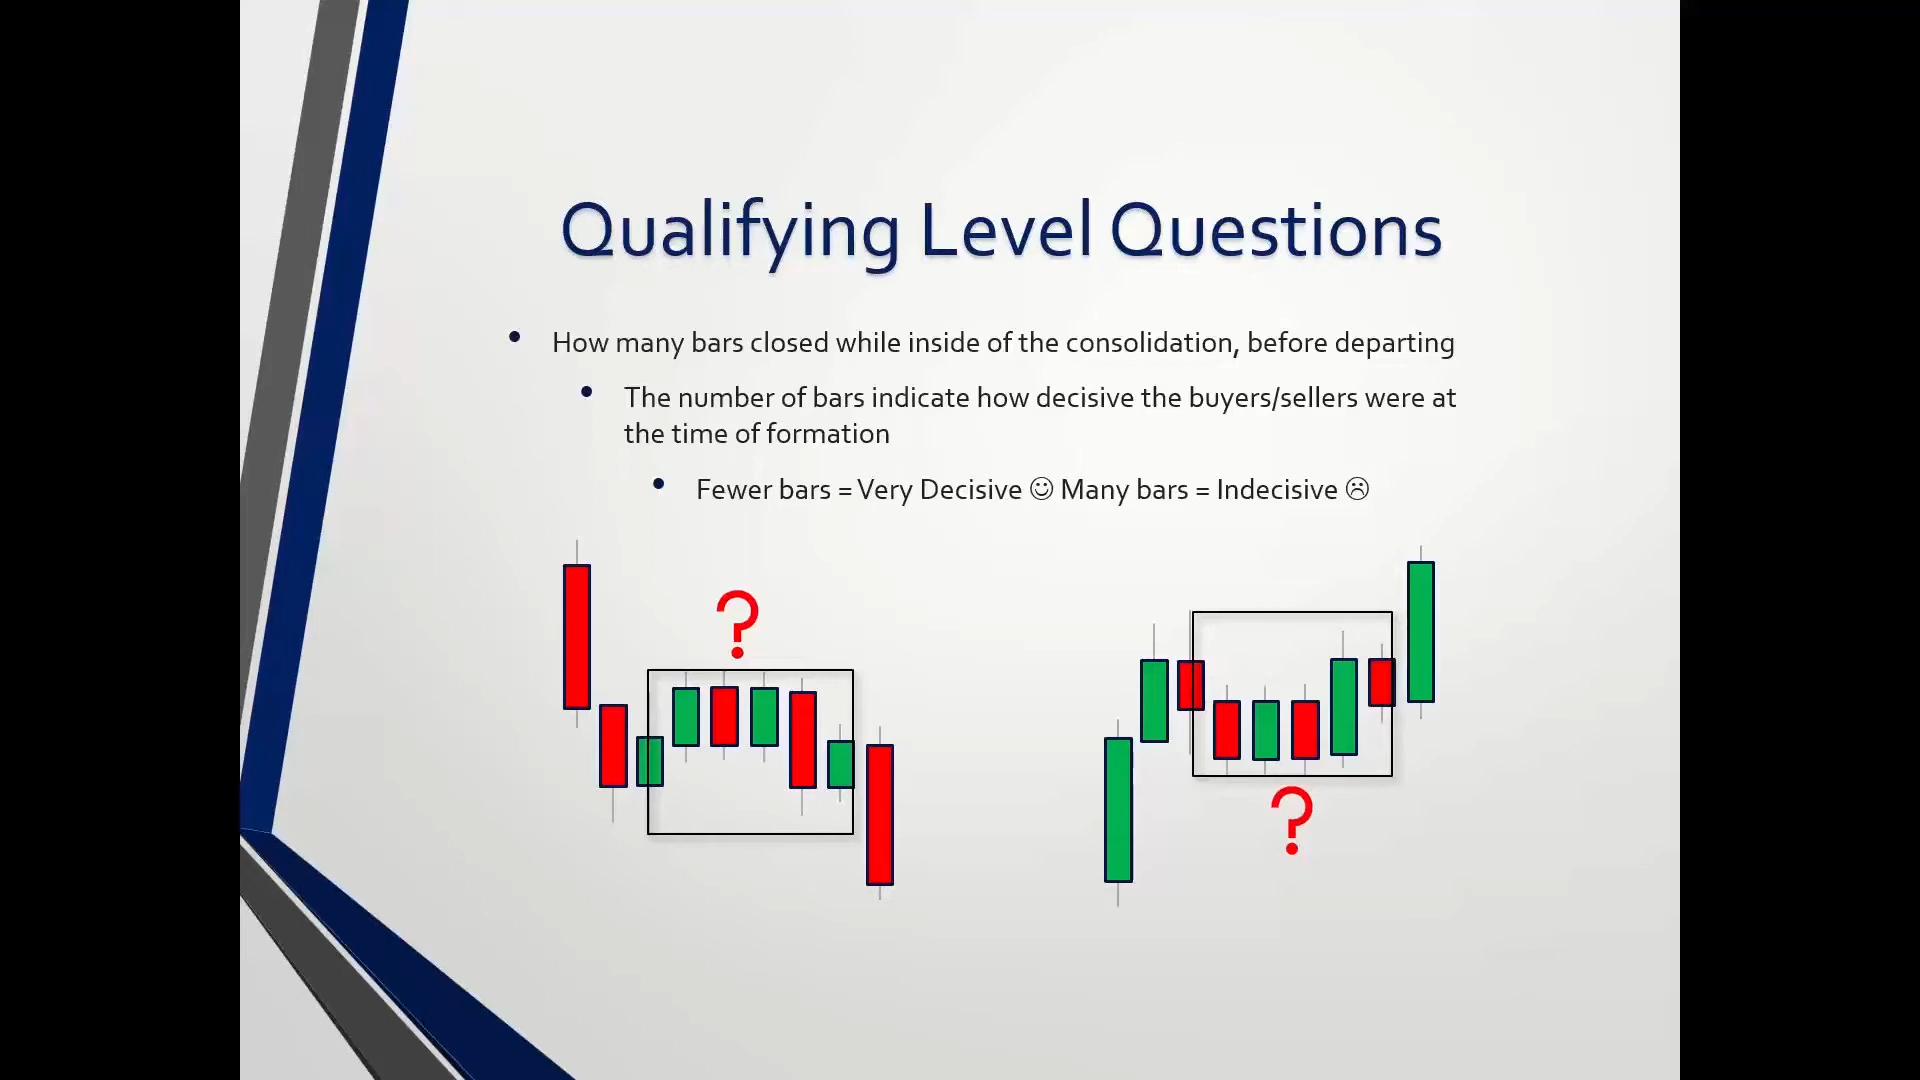 Qualifying Level Questions
• How many bars closed while inside of the consolidation, before departing
• The number of bars indicate how decisive the buyers/sellers were at
the time of formation
• Fewer bars = Very Decisive ☺ Many bars = Indecisive ☹
?
?